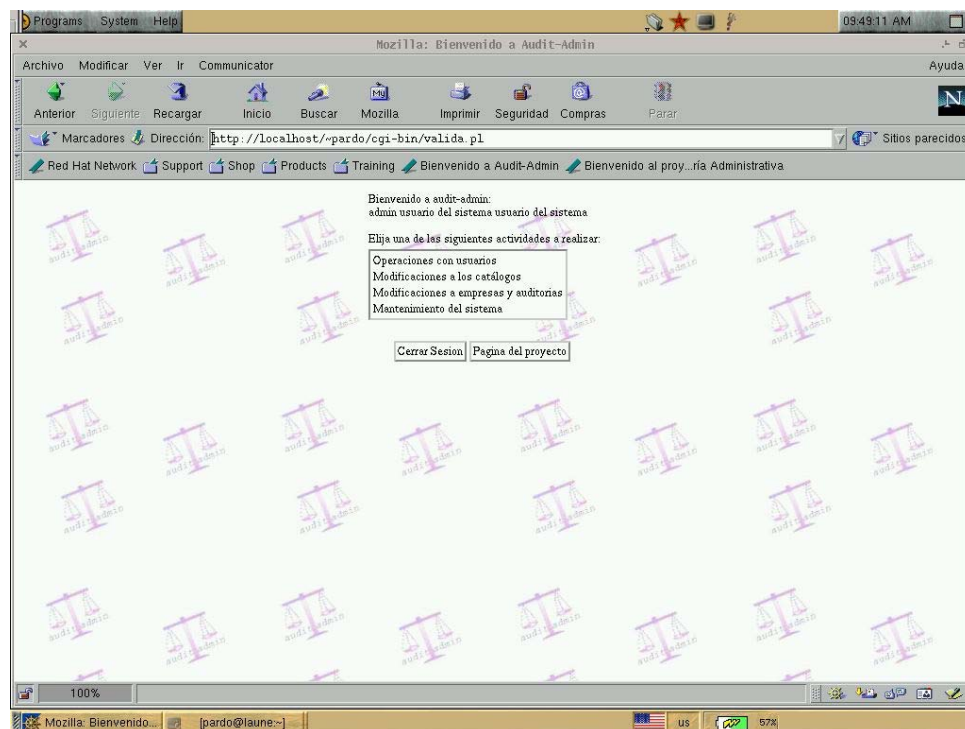 Programs System Help
09:49:11 AM
Mozilla: Bienvenido a Audit-Admin
Archivo Modificar Ver Ir Communicator Ayuda
Anterior Siguiente Recargar Inicio Buscar Mozilla Imprimir Seguridad Compras Parar
My
N
Marcadores Dirección: http://localhost/~pardo/cgi-bin/valida.pl Sitios parecidos
Red Hat Network Support Shop Products Training Bienvenido a Audit-Admin Bienvenido al proy...ría Administrativa
Bienvenido a audit-admin:
admin usuario del sistema usuario del sistema
Elija una de las siguientes actividades a realizar:
Operaciones con usuarios
Modificaciones a los catálogos
Modificaciones a empresas y auditorias
Mantenimiento del sistema
Cerrar Sesion Pagina del proyecto
100%
Mozilla: Bienvenido... [pardo@laune:~] us 57%